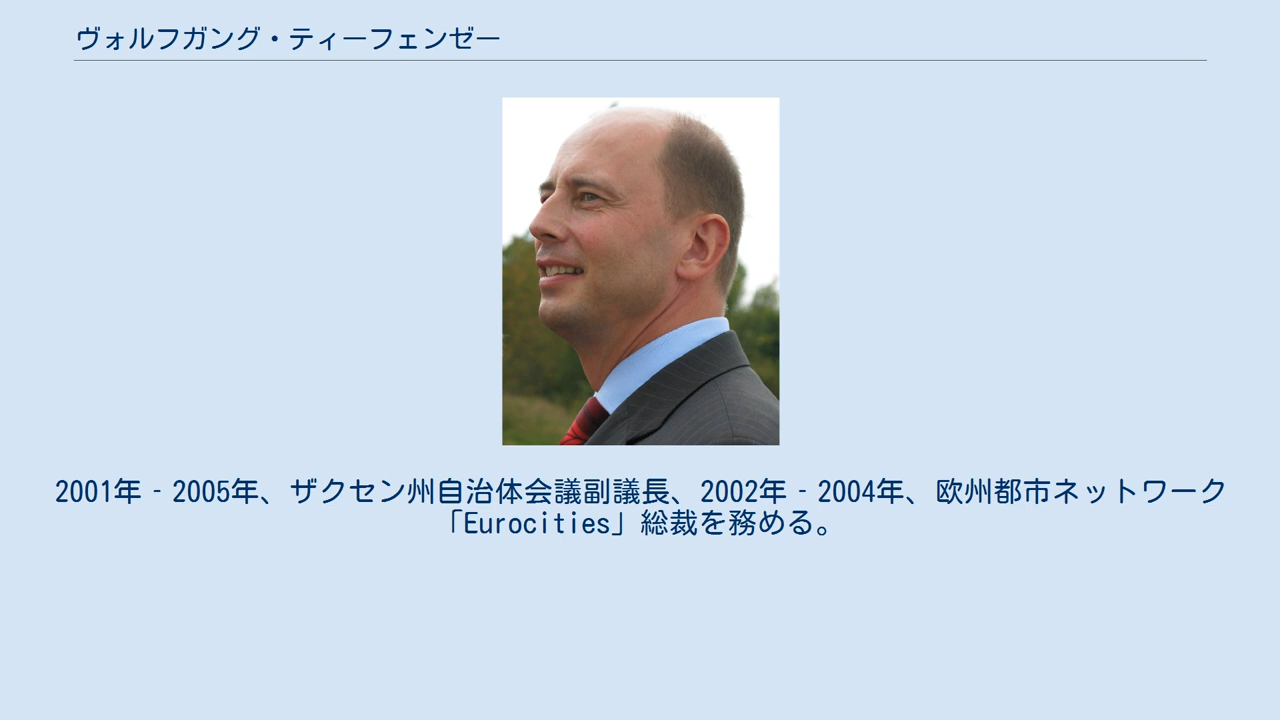 ヴォルフガング・ティーフェンゼー
2001年 - 2005年、ザクセン州自治体会議副議長、2002年 - 2004年、欧州都市ネットワーク
「Eurocities」総裁を務める。